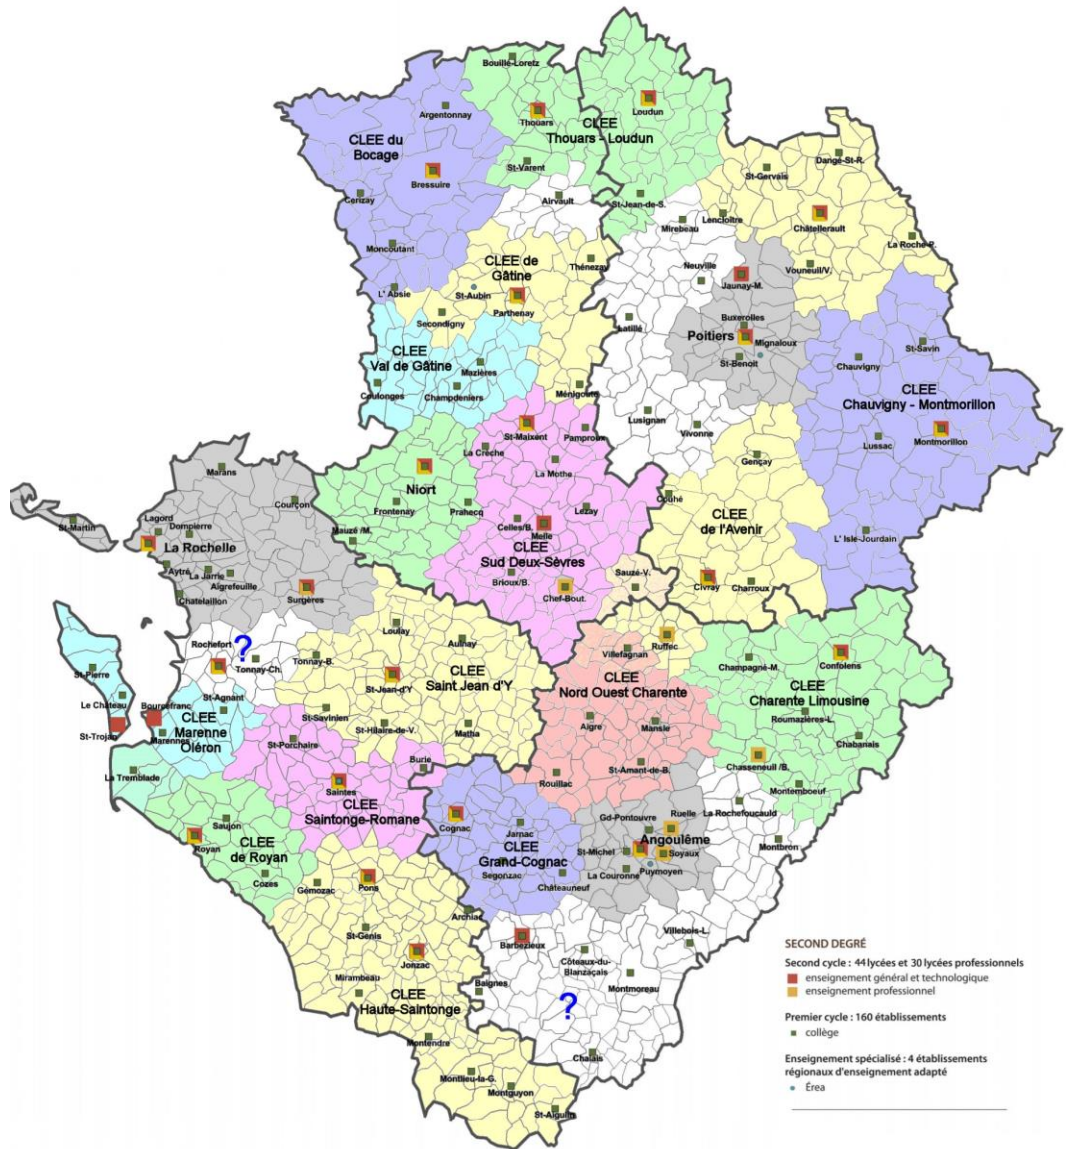 Bouillé-Loretz
Argentonnay
Thouars
Loudun
CLEE
Thouars - Loudun
CLEE du
Bocage
Dangé-St-R.
St-Gervais
St-Varent
Bressuire
Cerizay
Airvault
St-Jean-de-S.
Lencloître
Mirebeau
Châtellerault
La Roche-P.
Moncoutant
CLEE de
Gâtine
Thénezay
Neuville
Jaunay-M.
Vouneuil/V.
L' Absie
St-Aubin
Parthenay
Secondigny
Latillé
Buxerolles
Poitiers
Mignaloux
St-Benoit
St-Savin
Chauvigny
CLEE
Val de Gâtine
Mazières
Coulonges
Champdeniers
Ménigoute
CLEE
Chauvigny - Montmorillon
Lusignan
Vivonne
Lussac
Montmorillon
St-Maixent
Pamproux
La Crèche
La Mothe
Gençay
Marans
Courçon
Niort
Frontenay
Prahecq
Mauzé /M.
Couhé
CLEE
de l'Avenir
St-Martin
Lagord
Dompierre
La Rochelle
Celles/B.
Lezay
Melle
CLEE
Sud Deux-Sèvres
L' Isle-Jourdain
Aytré
La Jarrie
Aigrefeuille
Chatelaillon
Surgères
Brioux/B.
Chef-Bout.
Sauzé-V.
Civray
Charroux
Rochefort
?
Tonnay-Ch.
Loulay
Aulnay
Tonnay-B.
Villefagnan
Ruffec
Champagne-M.
Confolens
St-Pierre
Le Château
St-Trojan
Bourcefranc
Marennes
St-Agnant
CLEE
Marenne
Oléron
St-Jean-d'Y
CLEE
Saint Jean d'Y
St-Savinien
St-Hilaire-de-V.
Matha
CLEE
Nord Ouest Charente
Aigre
Mansle
CLEE
Charente Limousine
Roumazières-L.
Chabanais
La Tremblade
St-Porchaire
Burie
Saintes
CLEE
Saintonge-Romane
Rouillac
St-Amant-de-B.
Chasseneuil /B.
Montemboeuf
La Rochefoucauld
Saujon
Royan
CLEE
de Royan
Cozes
Cognac
Jarnac
CLEE
Grand-Cognac
Segonzac
Châteauneuf
Gd-Pontouvre
Ruelle
Angoulême
St-Michel
Soyaux
La Couronne
Puymoyen
Montbron
Gémozac
Pons
Archiac
St-Genis
Jonzac
Mirambeau
CLEE
Haute-Saintonge
Barbezieux
Villebois-L.
Côteaux-du-
Blanzaçais
Montmoreau
Baignes
?
Chalais
Montendre
Montlieu-la-G.
Montguyon
St-Aigulin
SECOND DEGRÉ
Second cycle : 44 lycées et 30 lycées professionnels
enseignement général et technologique
enseignement professionnel
Premier cycle : 160 établissements
collège
Enseignement spécialisé : 4 établissements
régionaux d'enseignement adapté
Érea